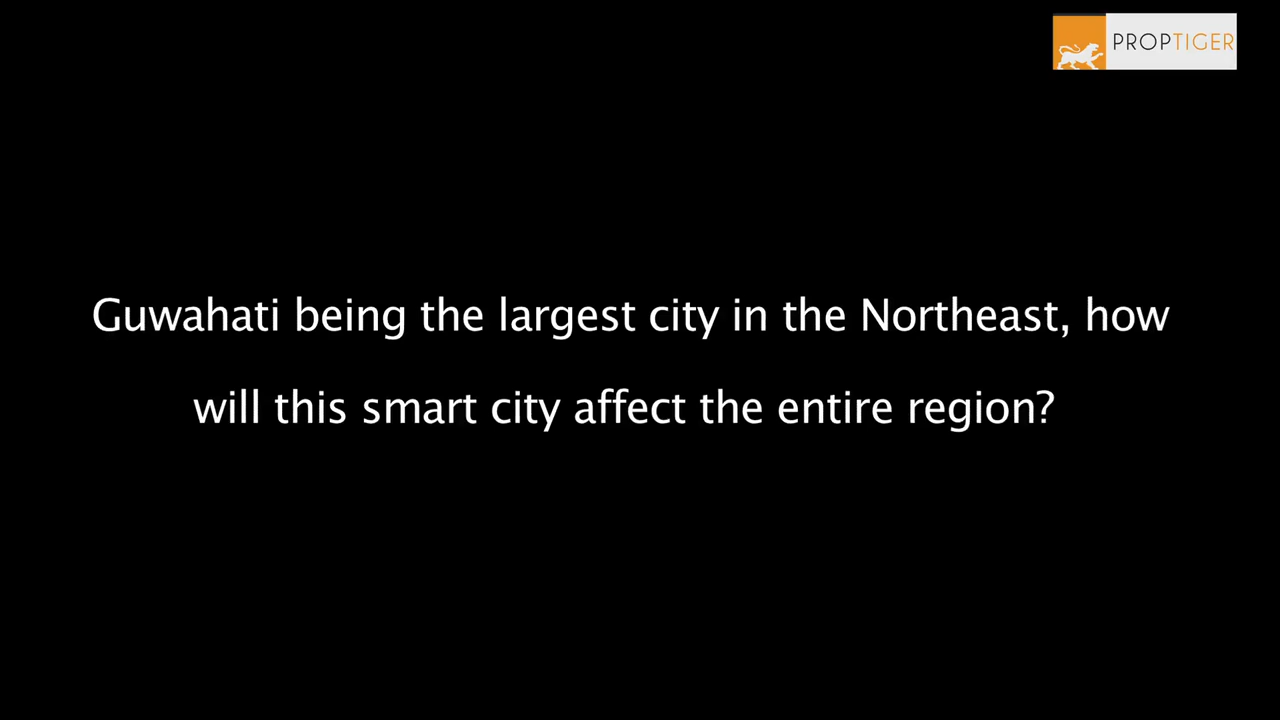 PROPTIGER
Guwahati being the largest city in the Northeast, how
will this smart city affect the entire region?